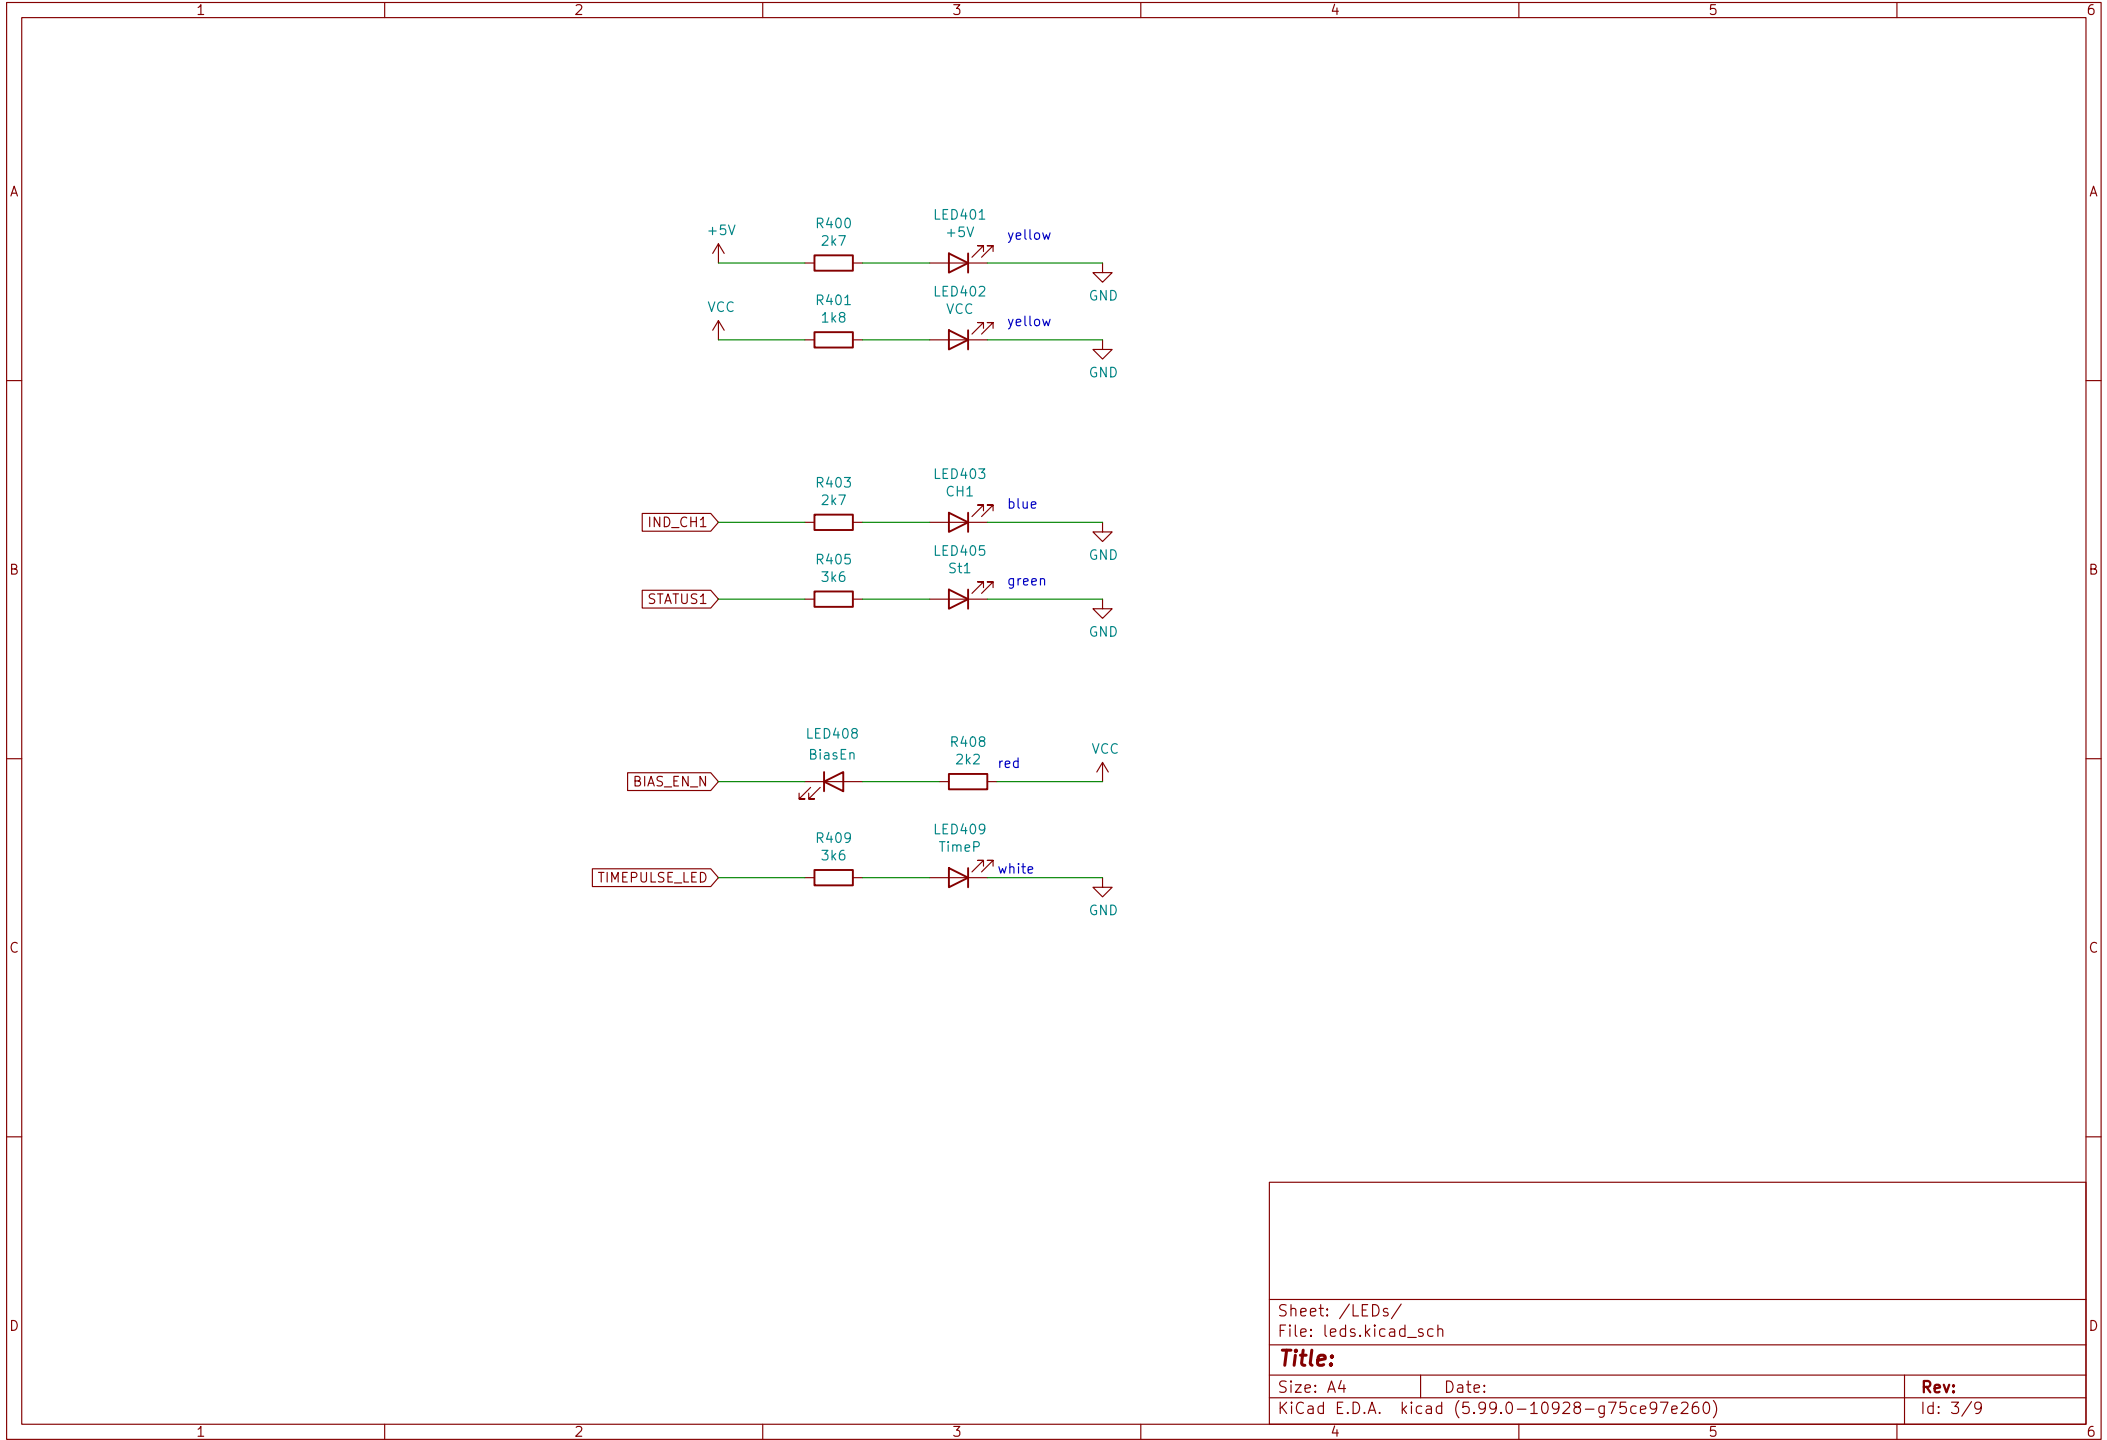 1 2 3 4 5 6
A A
+5V
R400
2k7
LED401
+5V
yellow
GND
VCC
R401
1k8
LED402
VCC
yellow
GND
B B
IND_CH1
R403
2k7
LED403
CH1
blue
GND
STATUS1
R405
3k6
LED405
St1
green
GND
BIAS_EN_N
LED408
BiasEn
R408
2k2
red
VCC
TIMEPULSE_LED
R409
3k6
LED409
TimeP
white
GND
C C
D D
Sheet: /LEDs/
File: leds.kicad_sch
Title:
Size: A4 Date: Rev:
KiCad E.D.A. kicad (5.99.0-10928-g75ce97e260) Id: 3/9
1 2 3 4 5 6